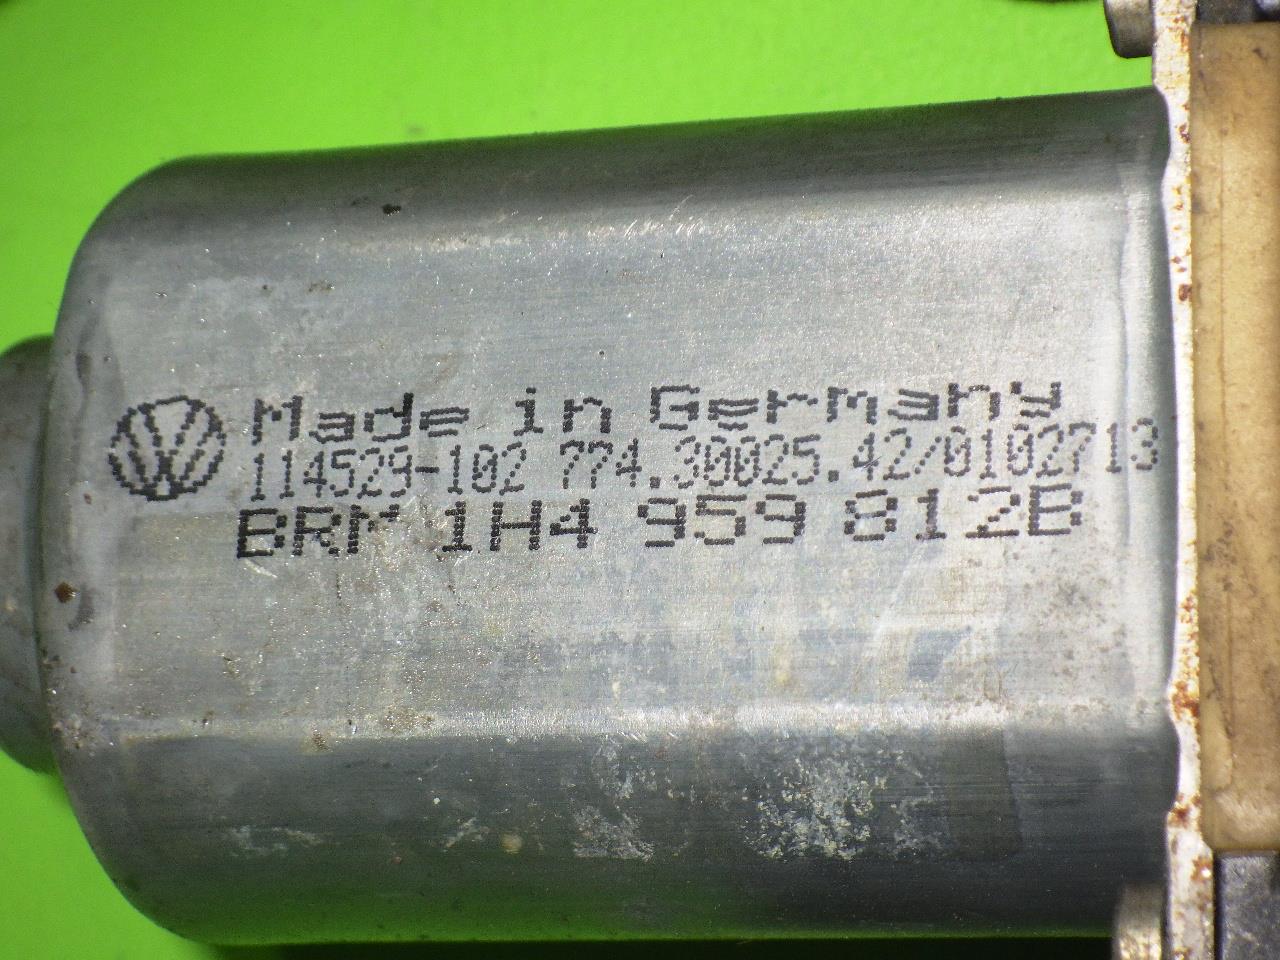 Made in Germany
114529-102 774.30025.42/0102713
BRM 1H4 959 812B